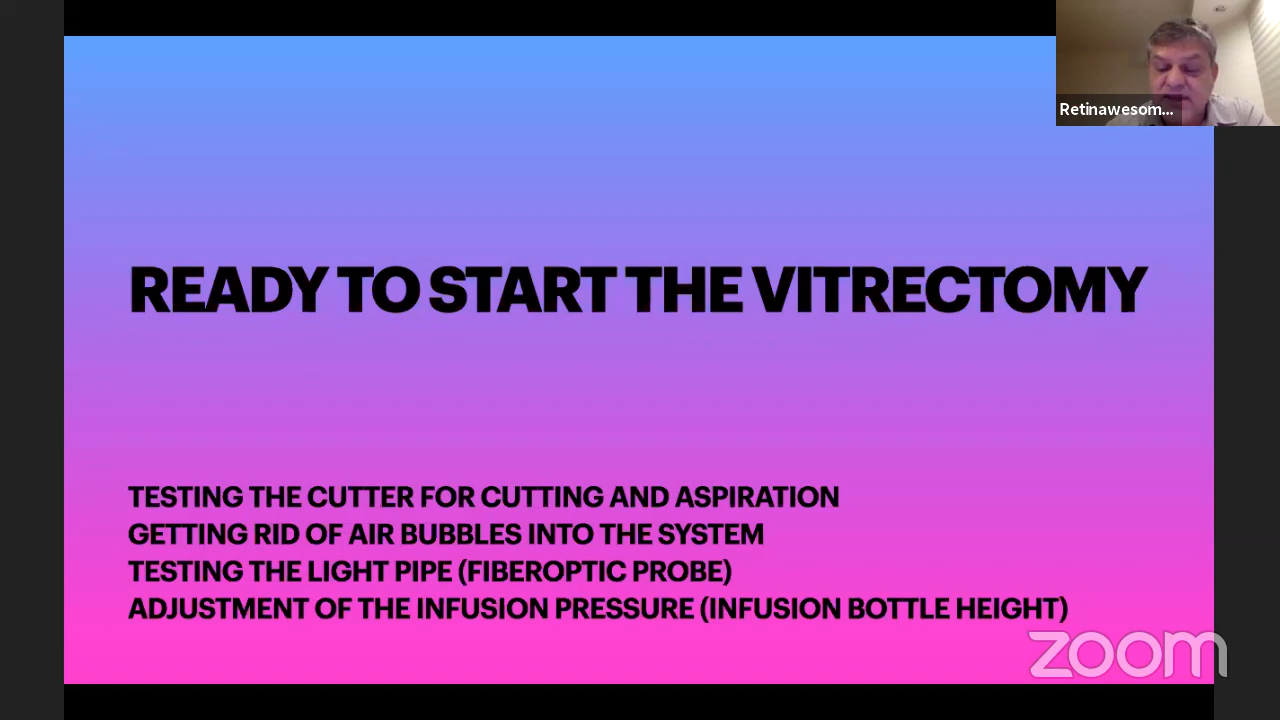 Retinawesom...
READY TO START THE VITRECTOMY
TESTING THE CUTTER FOR CUTTING AND ASPIRATION
GETTING RID OF AIR BUBBLES INTO THE SYSTEM
TESTING THE LIGHT PIPE (FIBEROPTIC PROBE)
ADJUSTMENT OF THE INFUSION PRESSURE (INFUSION BOTTLE HEIGHT)
zoom